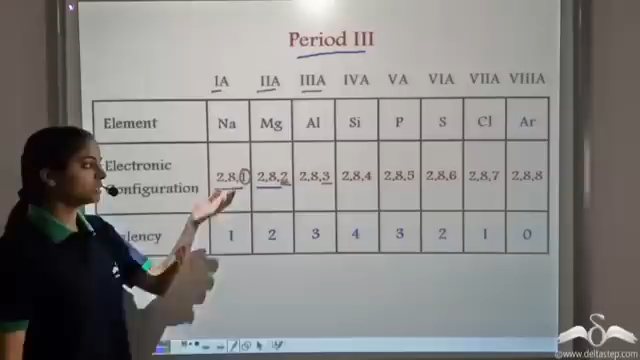 Period III
IA IIA IIIA IVA VA VIA VIIA VIIIA
Element Na Mg Al Si P S Cl Ar
Electronic 2,8,1 2,8,2 2,8,3 2,8,4 2,8,5 2,8,6 2,8,7 2,8,8
1 2 3 4 3 2 1 0
©www.deltastep.com